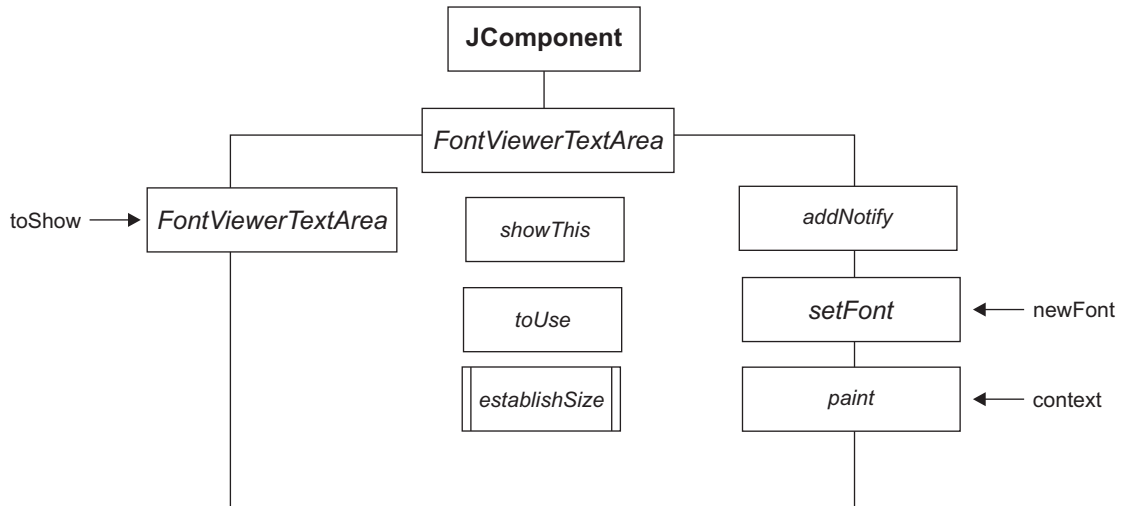 JComponent
FontViewerTextArea
toShow
FontViewerTextArea
showThis
addNotify
toUse
setFont
newFont
establishSize
paint
context